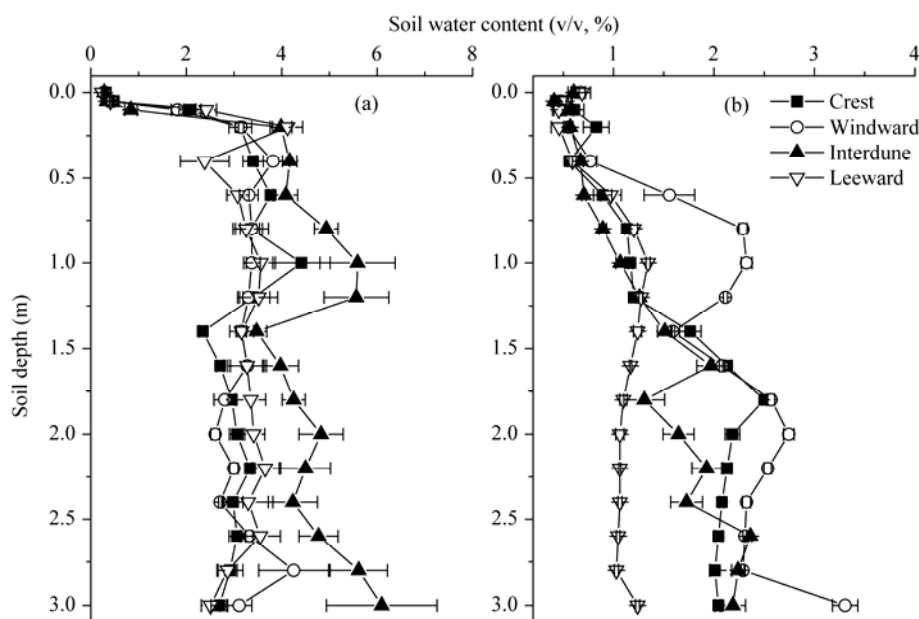 Soil water content (v/v, %)
0 2 4 6 8 1 2 3 4
0.0 (a) (b) Crest
Windward
Interdune
Leeward
0.5
1.0
1.5
2.0
2.5
3.0
Soil depth (m)